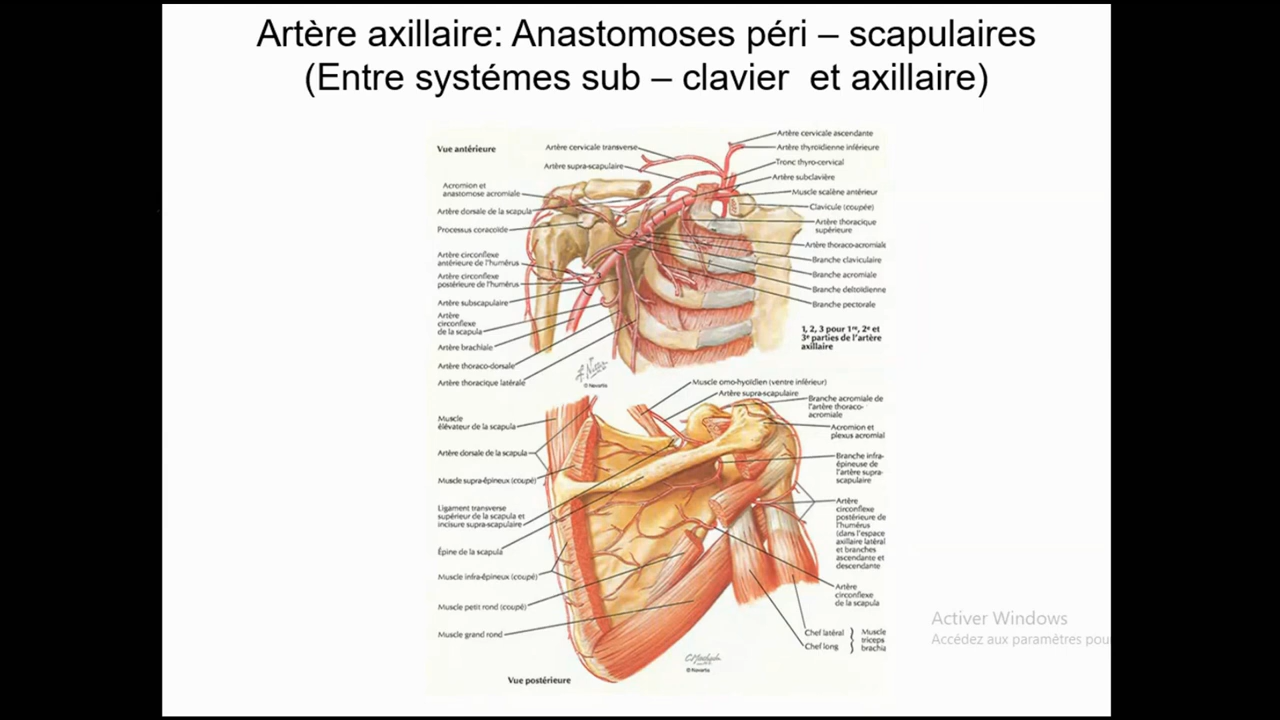 Artère axillaire: Anastomoses péri – scapulaires
(Entre systémes sub – clavier et axillaire)
Vue antérieure
Artère cervicale transverse
Artère supra-scapulaire
Acromion et
anastomose acromiale
Artère dorsale de la scapula
Processus coracoïde
Artère circonflexe
antérieure de l'humérus
Artère circonflexe
postérieure de l'humérus
Artère subscapulaire
Artère
circonflexe
de la scapula
Artère brachiale
Artère thoraco-dorsale
Artère thoracique latérale
Artère cervicale ascendante
Artère thyroïdienne inférieure
Tronc thyro-cervical
Artère subclavière
Muscle scalène antérieur
Clavicule (coupée)
Artère thoracique
supérieure
Artère thoraco-acromiale
Branche claviculaire
Branche acromiale
Branche deltoïdienne
Branche pectorale
1, 2, 3 pour 1re, 2e et
3e parties de l'artère
axillaire
F. Netter
© Novartis
Muscle omo-hyoïdien (ventre inférieur)
Artère supra-scapulaire
Muscle
élévateur de la scapula
Artère dorsale de la scapula
Muscle supra-épineux (coupé)
Ligament transverse
supérieur de la scapula et
incisure supra-scapulaire
Épine de la scapula
Muscle infra-épineux (coupé)
Muscle petit rond (coupé)
Muscle grand rond
Vue postérieure
Branche acromiale de
l'artère thoraco-
acromiale
Acromion et
plexus acromial
Branche infra-
épineuse de
l'artère supra-
scapulaire
Artère
circonflexe
postérieure de
l'humérus
(dans l'espace
axillaire latéral
et branches
ascendante et
descendante
Artère
circonflexe
de la scapula
Chef latéral
Chef long
Muscle
triceps
brachia
© Novartis
Activer Windows
Accédez aux paramètres pou